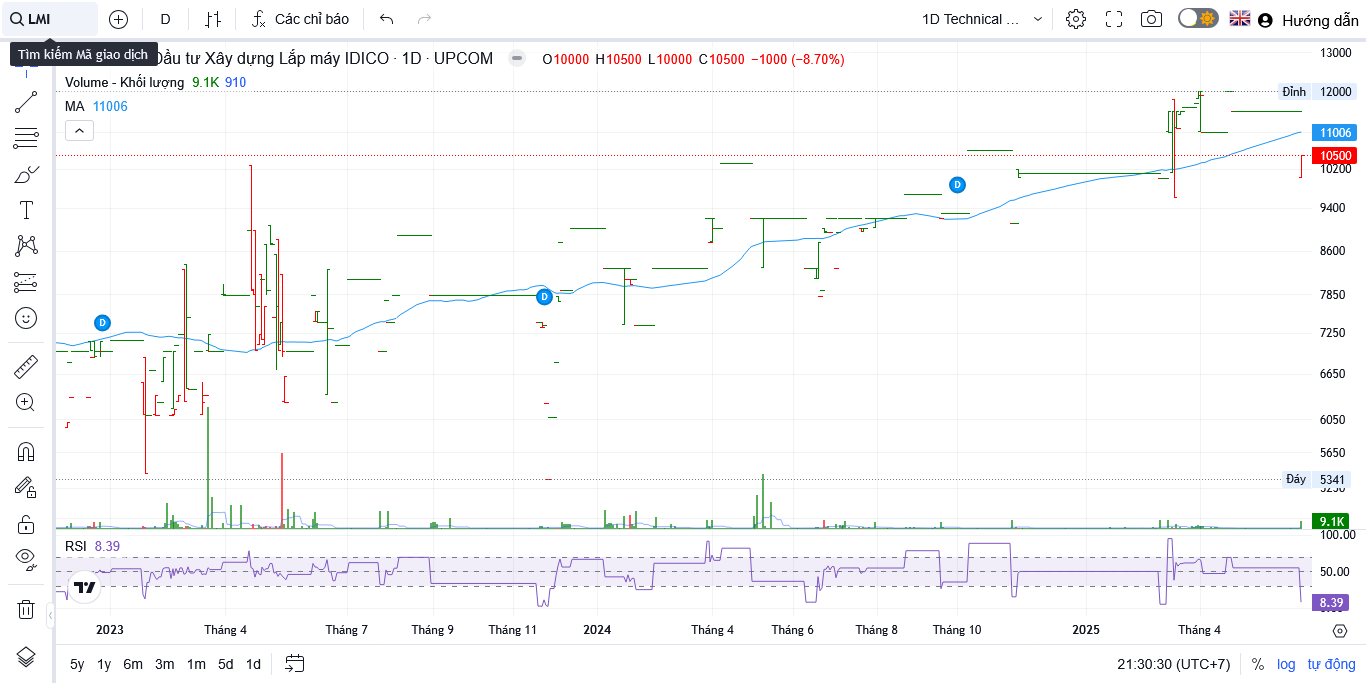 LMI
D
Các chỉ báo
1D Technical ...
Hướng dẫn
Tìm kiếm Mã giao dịch
Đầu tư Xây dựng Lắp máy IDICO · 1D · UPCOM
O10000 H10500 L10000 C10500 −1000 (−8.70%)
Volume - Khối lượng 9.1K 910
MA 11006
13000
Đỉnh 12000
11006
10500
10200
9400
8600
7850
7250
6650
6050
5650
Đáy 5341
5250
9.1K
D
D
D
RSI 8.39
100.00
50.00
8.39
2023 Tháng 4 Tháng 7 Tháng 9 Tháng 11 2024 Tháng 4 Tháng 6 Tháng 8 Tháng 10 2025 Tháng 4
5y 1y 6m 3m 1m 5d 1d
21:30:30 (UTC+7) % log tự động